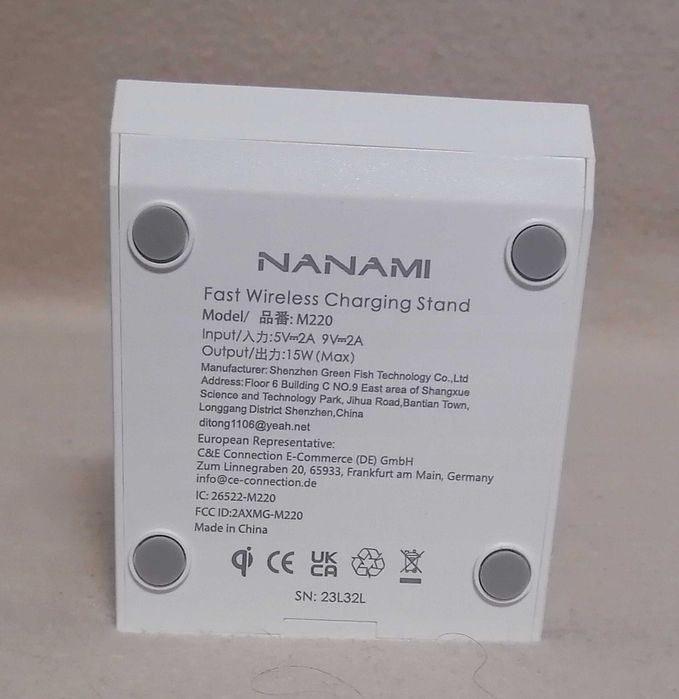 NANAMI
Fast Wireless Charging Stand
Model/ 品番: M220
Input/入力:5V⎓2A 9V⎓2A
Output/出力:15W (Max)
Manufacturer: Shenzhen Green Fish Technology Co.,Ltd
Address:Floor 6 Building C NO.9 East area of Shangxue
Science and Technology Park, Jihua Road,Bantian Town,
Longgang District Shenzhen,China
ditong1106@yeah.net
European Representative:
C&E Connection E-Commerce (DE) GmbH
Zum Linnegraben 20, 65933, Frankfurt am Main, Germany
info@ce-connection.de
IC: 26522-M220
FCC ID:2AXMG-M220
Made in China
qi CE UK CA
SN: 23L32L